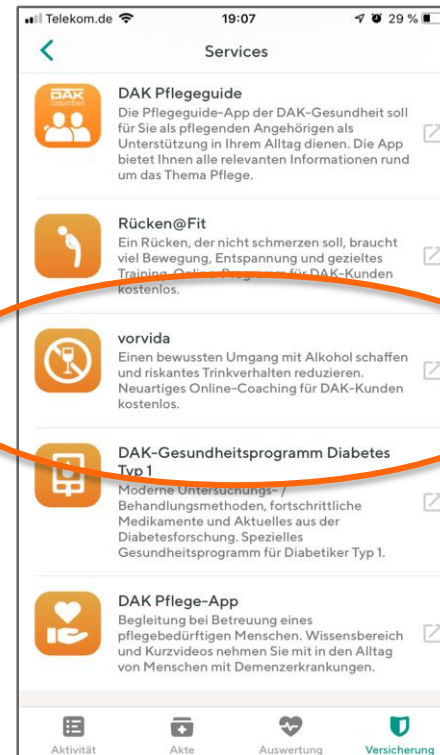 Telekom.de 19:07 29 %
Services
DAK
Gesundheit
DAK Pflegeguide
Die Pflegeguide-App der DAK-Gesundheit soll
für Sie als pflegenden Angehörigen als
Unterstützung in Ihrem Alltag dienen. Die App
bietet Ihnen alle relevanten Informationen rund
um das Thema Pflege.
Rücken@Fit
Ein Rücken, der nicht schmerzen soll, braucht
viel Bewegung, Entspannung und gezieltes
Training. Online-Programm für DAK-Kunden
kostenlos.
vorvida
Einen bewussten Umgang mit Alkohol schaffen
und riskantes Trinkverhalten reduzieren.
Neuartiges Online-Coaching für DAK-Kunden
kostenlos.
DAK-Gesundheitsprogramm Diabetes
Typ 1
Moderne Untersuchungs- /
Behandlungsmethoden, fortschrittliche
Medikamente und Aktuelles aus der
Diabetesforschung. Spezielles
Gesundheitsprogramm für Diabetiker Typ 1.
DAK Pflege-App
Begleitung bei Betreuung eines
pflegebedürftigen Menschen. Wissensbereich
und Kurzvideos nehmen Sie mit in den Alltag
von Menschen mit Demenzerkrankungen.
Aktivität Akte Auswertung Versicherung